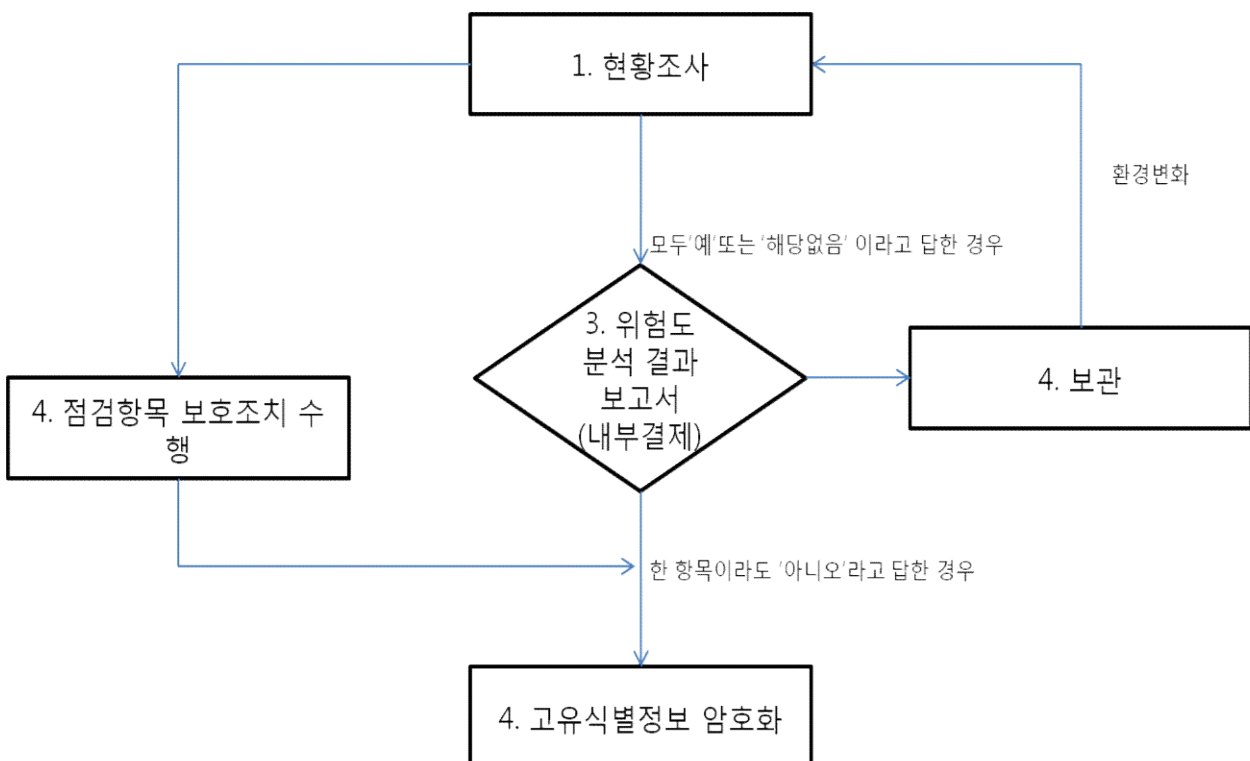 1. 현황조사
환경변화
모두'예'또는 '해당없음' 이라고 답한 경우
3. 위험도
분석 결과
보고서
(내부결제)
4. 보관
4. 점검항목 보호조치 수
행
한 항목이라도 '아니오'라고 답한 경우
4. 고유식별정보 암호화